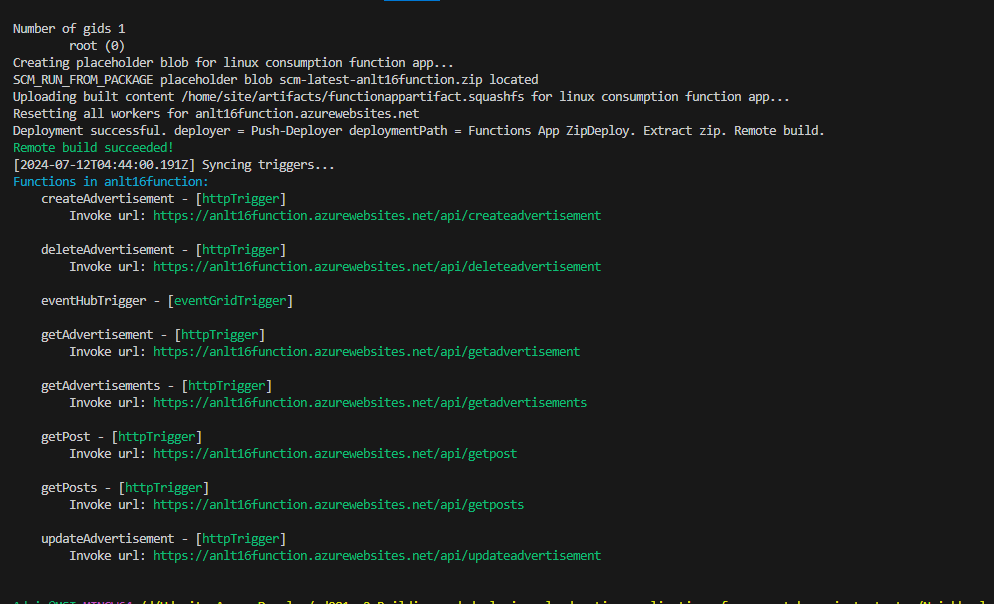 Number of gids 1
root (0)
Creating placeholder blob for linux consumption function app...
SCM_RUN_FROM_PACKAGE placeholder blob scm-latest-anlt16function.zip located
Uploading built content /home/site/artifacts/functionappartifact.squashfs for linux consumption function app...
Resetting all workers for anlt16function.azurewebsites.net
Deployment successful. deployer = Push-Deployer deploymentPath = Functions App ZipDeploy. Extract zip. Remote build.
Remote build succeeded!
[2024-07-12T04:44:00.191Z] Syncing triggers...
Functions in anlt16function:
createAdvertisement - [httpTrigger]
Invoke url: https://anlt16function.azurewebsites.net/api/createadvertisement
deleteAdvertisement - [httpTrigger]
Invoke url: https://anlt16function.azurewebsites.net/api/deleteadvertisement
eventHubTrigger - [eventGridTrigger]
getAdvertisement - [httpTrigger]
Invoke url: https://anlt16function.azurewebsites.net/api/getadvertisement
getAdvertisements - [httpTrigger]
Invoke url: https://anlt16function.azurewebsites.net/api/getadvertisements
getPost - [httpTrigger]
Invoke url: https://anlt16function.azurewebsites.net/api/getpost
getPosts - [httpTrigger]
Invoke url: https://anlt16function.azurewebsites.net/api/getposts
updateAdvertisement - [httpTrigger]
Invoke url: https://anlt16function.azurewebsites.net/api/updateadvertisement